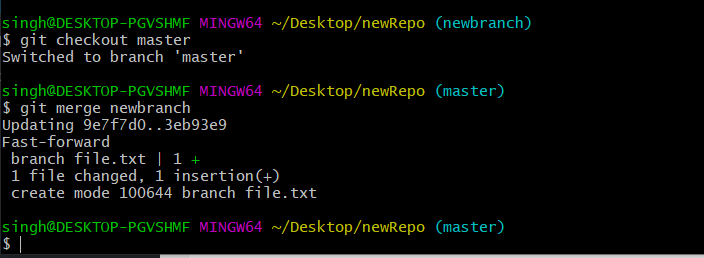 singh@DESKTOP-PGVSHMF MINGW64 ~/Desktop/newRepo (newbranch)
$ git checkout master
Switched to branch 'master'
singh@DESKTOP-PGVSHMF MINGW64 ~/Desktop/newRepo (master)
$ git merge newbranch
Updating 9e7f7d0..3eb93e9
Fast-forward
 branch file.txt | 1 +
 1 file changed, 1 insertion(+)
 create mode 100644 branch file.txt
singh@DESKTOP-PGVSHMF MINGW64 ~/Desktop/newRepo (master)
$